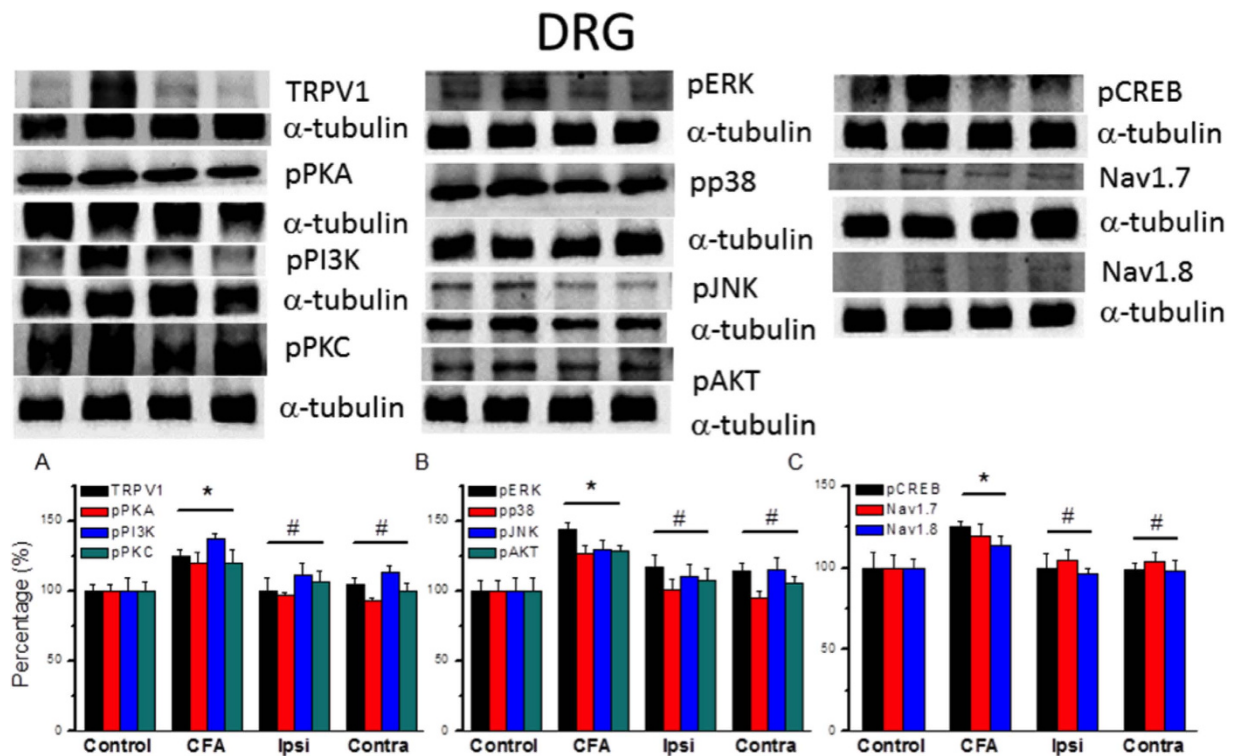 DRG
TRPV1
α-tubulin
pPKA
α-tubulin
pPI3K
α-tubulin
pPKC
α-tubulin
pERK
α-tubulin
pp38
α-tubulin
pJNK
α-tubulin
pAKT
α-tubulin
pCREB
α-tubulin
Nav1.7
α-tubulin
Nav1.8
α-tubulin
A
Percentage (%)
150
100
50
0
TRPV1
pPKA
pPI3K
pPKC
*
#
#
Control CFA Ipsi Contra
B
150
100
50
0
pERK
pp38
pJNK
pAKT
*
#
#
Control CFA Ipsi Contra
C
150
100
50
0
pCREB
Nav1.7
Nav1.8
*
#
#
Control CFA Ipsi Contra